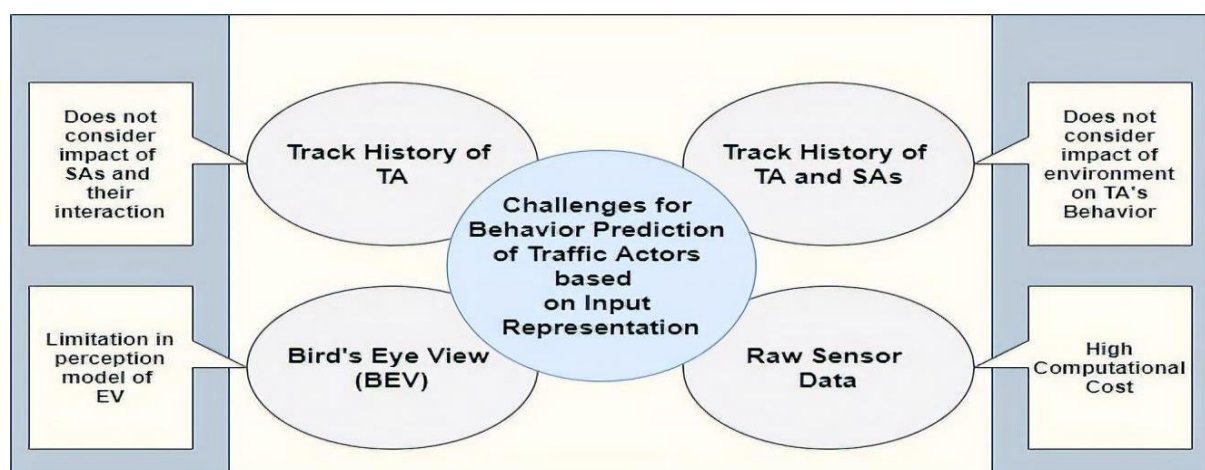 Does not
consider
impact of
SAs and
their
interaction
Track History of
TA
Track History of
TA and SAs
Does not
consider
impact of
environment
on TA's
Behavior
Challenges for
Behavior Prediction
of Traffic Actors
based
on Input
Representation
Limitation in
perception
model of
EV
Bird's Eye View
(BEV)
Raw Sensor
Data
High
Computational
Cost